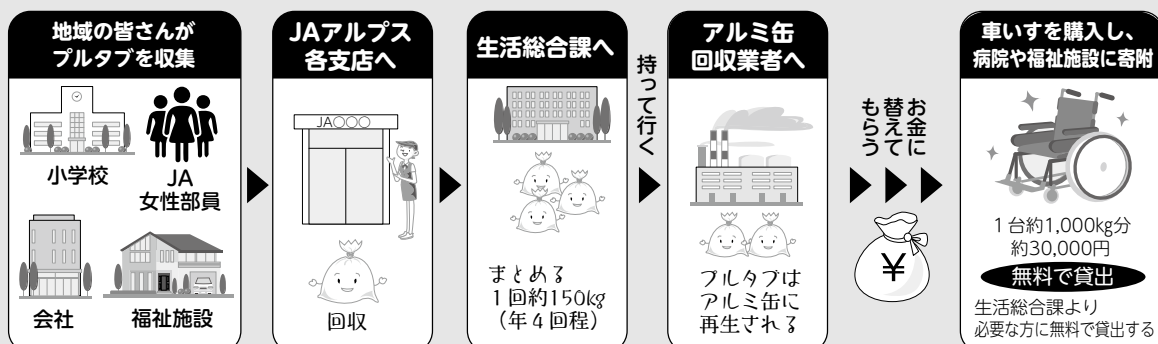 地域の皆さんが
プルタブを収集
小学校
JA
女性部員
会社
福祉施設
JAアルプス
各支店へ
JA〇〇〇
回収
生活総合課へ
まとめる
1回約150kg
（年4回程）
持って行く
アルミ缶
回収業者へ
プルタブは
アルミ缶に
再生される
お金に
替えて
もらう
¥
車いすを購入し、
病院や福祉施設に寄附
1台約1,000kg分
約30,000円
無料で貸出
生活総合課より
必要な方に無料で貸出する